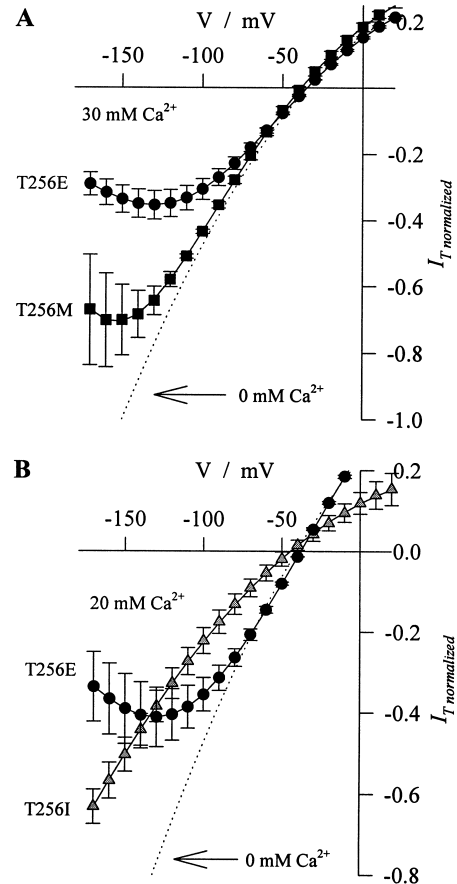 A
V / mV
-150 -100 -50
0.2
30 mM Ca2+
T256E
-0.2
-0.4
I T normalized
-0.6
T256M
-0.8
0 mM Ca2+
-1.0
B
V / mV
0.2
-150 -100 -50
0.0
20 mM Ca2+
-0.2
T256E
-0.4
I T normalized
-0.6
T256I
0 mM Ca2+
-0.8